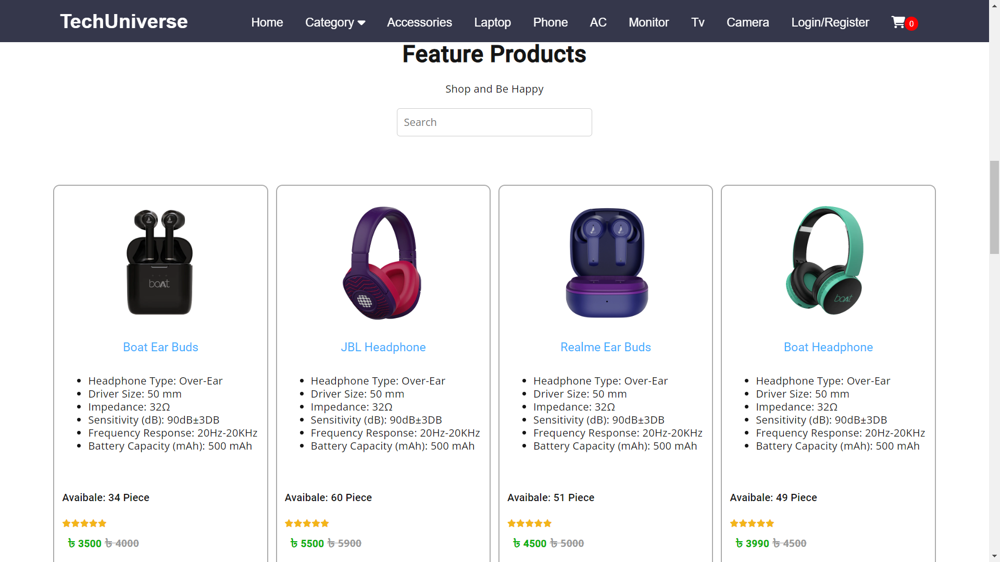 TechUniverse Home Category Accessories Laptop Phone AC Monitor Tv Camera Login/Register 0
Feature Products
Shop and Be Happy
Search
boAt
boAt
Boat Ear Buds
JBL Headphone
Realme Ear Buds
Boat Headphone
Headphone Type: Over-Ear
Driver Size: 50 mm
Impedance: 32Ω
Sensitivity (dB): 90dB±3DB
Frequency Response: 20Hz-20KHz
Battery Capacity (mAh): 500 mAh
Headphone Type: Over-Ear
Driver Size: 50 mm
Impedance: 32Ω
Sensitivity (dB): 90dB±3DB
Frequency Response: 20Hz-20KHz
Battery Capacity (mAh): 500 mAh
Headphone Type: Over-Ear
Driver Size: 50 mm
Impedance: 32Ω
Sensitivity (dB): 90dB±3DB
Frequency Response: 20Hz-20KHz
Battery Capacity (mAh): 500 mAh
Headphone Type: Over-Ear
Driver Size: 50 mm
Impedance: 32Ω
Sensitivity (dB): 90dB±3DB
Frequency Response: 20Hz-20KHz
Battery Capacity (mAh): 500 mAh
Avaibale: 34 Piece
Avaibale: 60 Piece
Avaibale: 51 Piece
Avaibale: 49 Piece
৳ 3500 ৳ 4000
৳ 5500 ৳ 5900
৳ 4500 ৳ 5000
৳ 3990 ৳ 4500